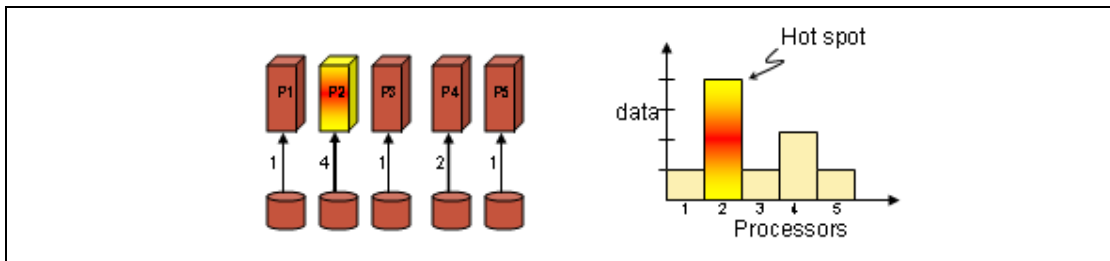 P1 P2 P3 P4 P5
1 4 1 2 1
Hot spot
data
1 2 3 4 5
Processors